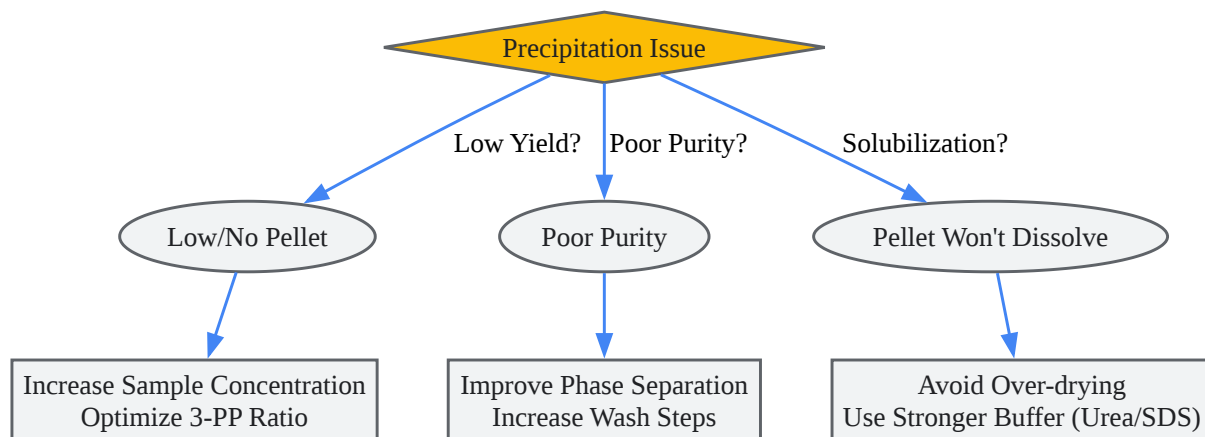 Precipitation Issue
Low Yield?
Poor Purity?
Solubilization?
Low/No Pellet
Poor Purity
Pellet Won't Dissolve
Increase Sample Concentration
Optimize 3-PP Ratio
Improve Phase Separation
Increase Wash Steps
Avoid Over-drying
Use Stronger Buffer (Urea/SDS)